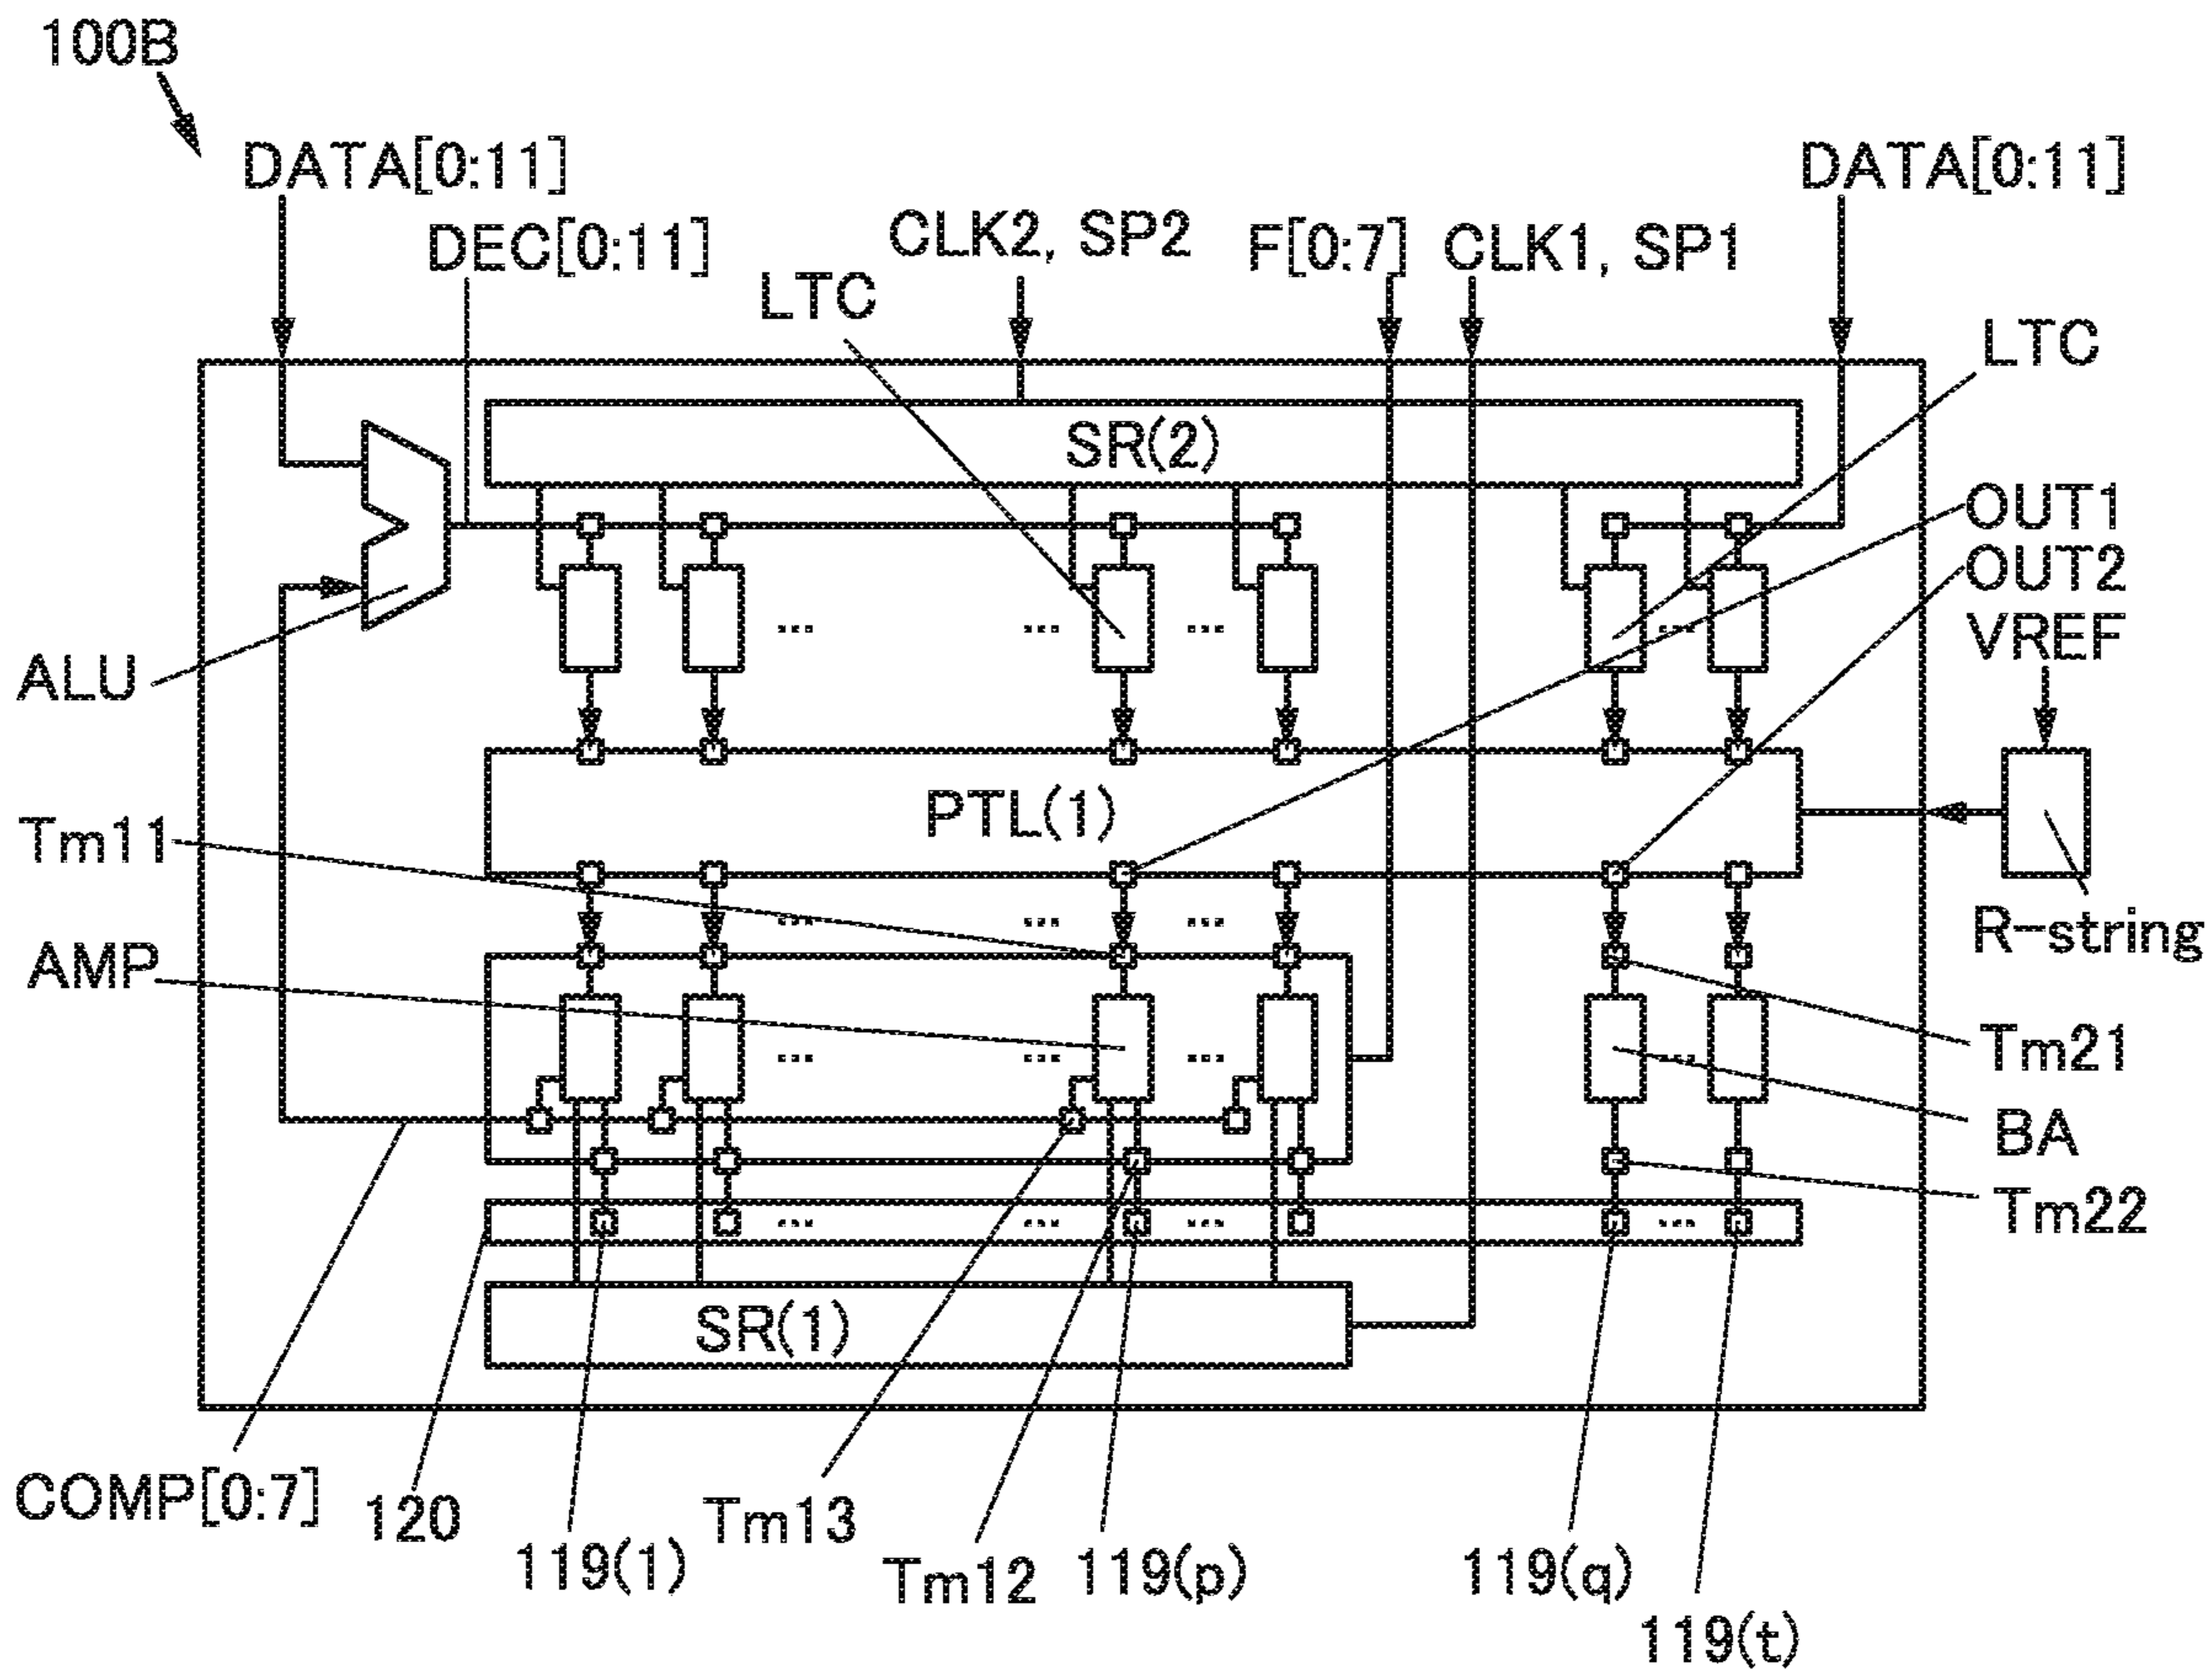 100B
DATA[0:11]
DATA[0:11]
DEC[0:11]
CLK2, SP2
F[0:7]
CLK1, SP1
LTC
LTC
SR(2)
OUT1
OUT2
VREF
ALU
PTL(1)
Tm11
AMP
R-string
Tm21
BA
Tm22
SR(1)
COMP[0:7]
120
119(1)
Tm13
Tm12
119(p)
119(q)
119(t)